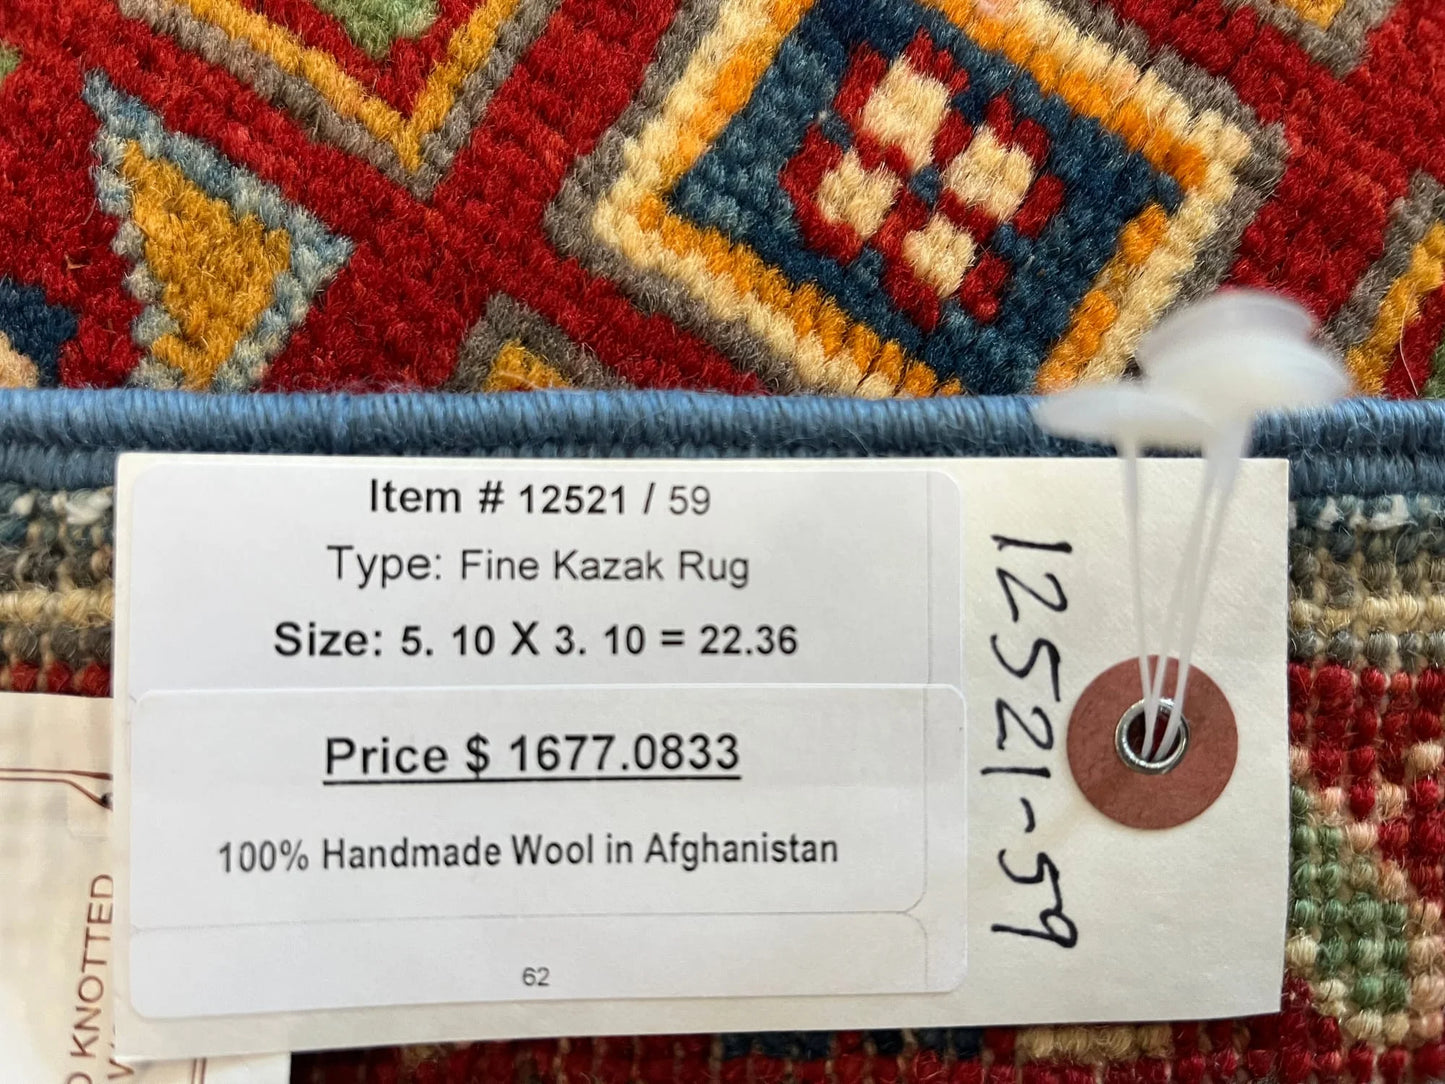 Item # 12521 / 59
Type: Fine Kazak Rug
Size: 5. 10 X 3. 10 = 22.36
Price $ 1677.0833
100% Handmade Wool in Afghanistan
62
12521-59
KNOTTED